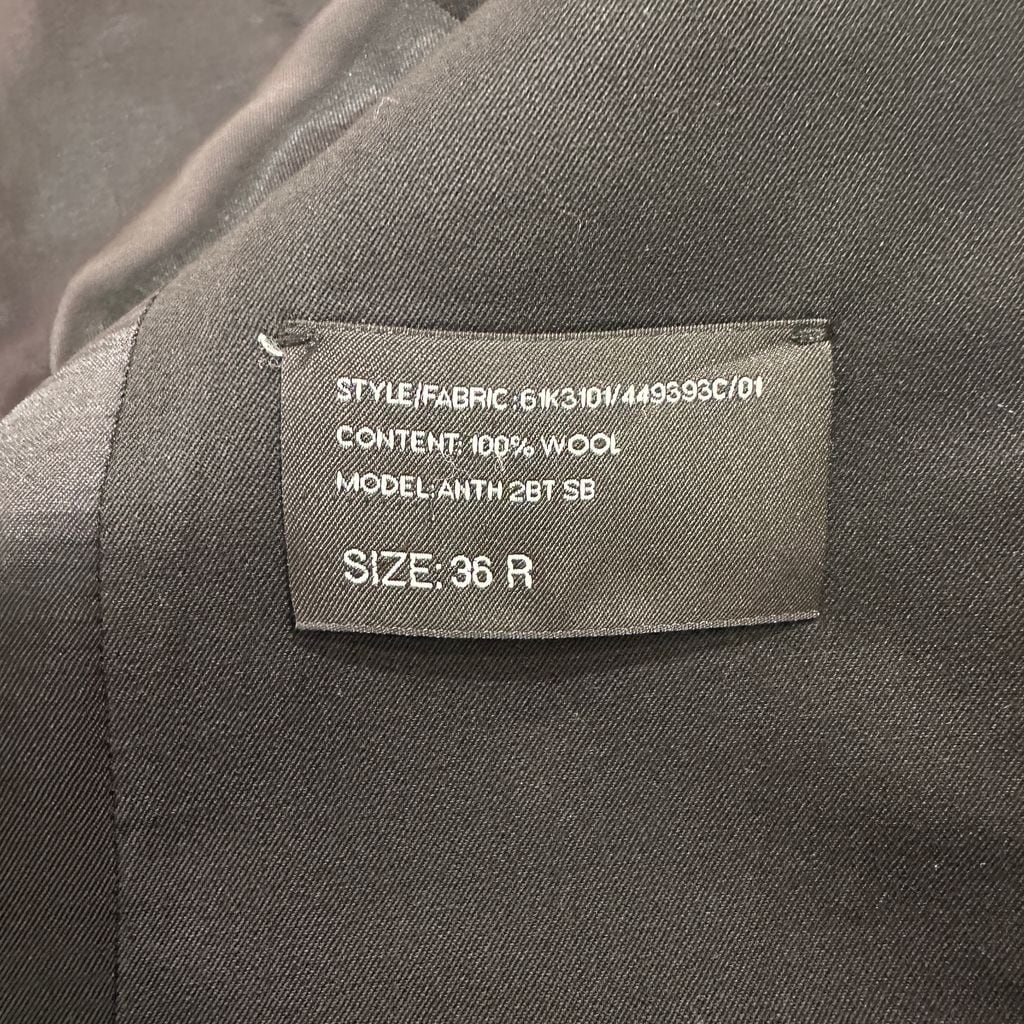 STYLE/FABRIC:61K3101/449393C/01
CONTENT: 100% WOOL
MODEL: ANTH 2BT SB
SIZE: 36 R